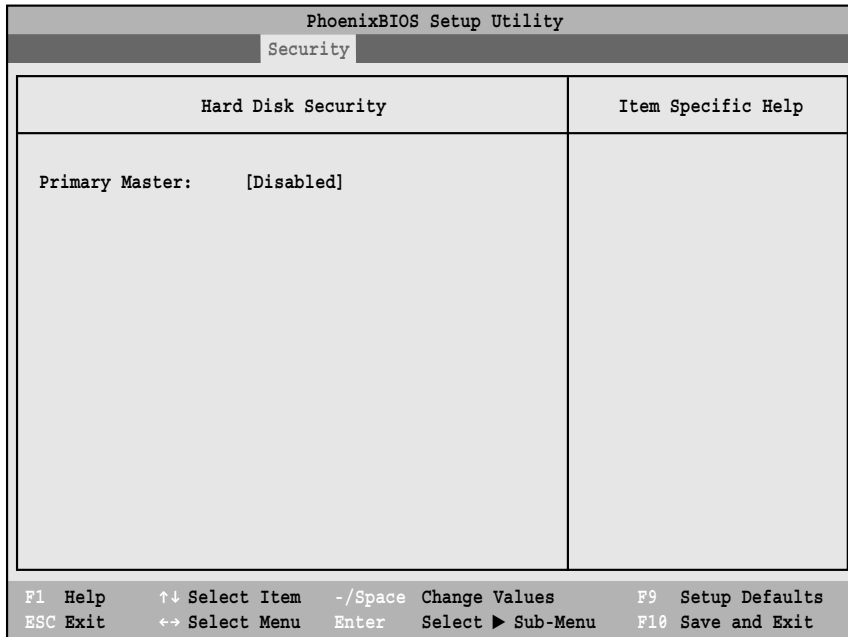 PhoenixBIOS Setup Utility
Security
Hard Disk Security
Item Specific Help
Primary Master: [Disabled]
F1 Help ↑↓ Select Item -/Space Change Values F9 Setup Defaults
ESC Exit ←→ Select Menu Enter Select ▶ Sub-Menu F10 Save and Exit